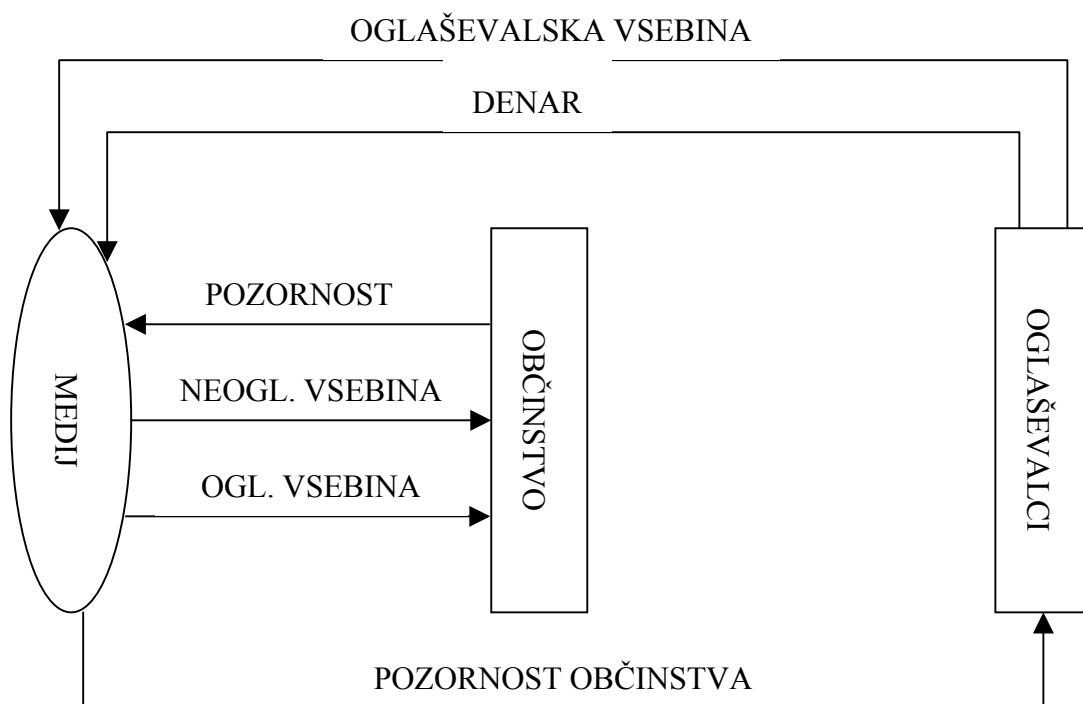 OGLAŠEVALSKA VSEBINA
DENAR
POZORNOST
NEOGL. VSEBINA
OGL. VSEBINA
MEDIJ
OBČINSTVO
OGLAŠEVALCI
POZORNOST OBČINSTVA